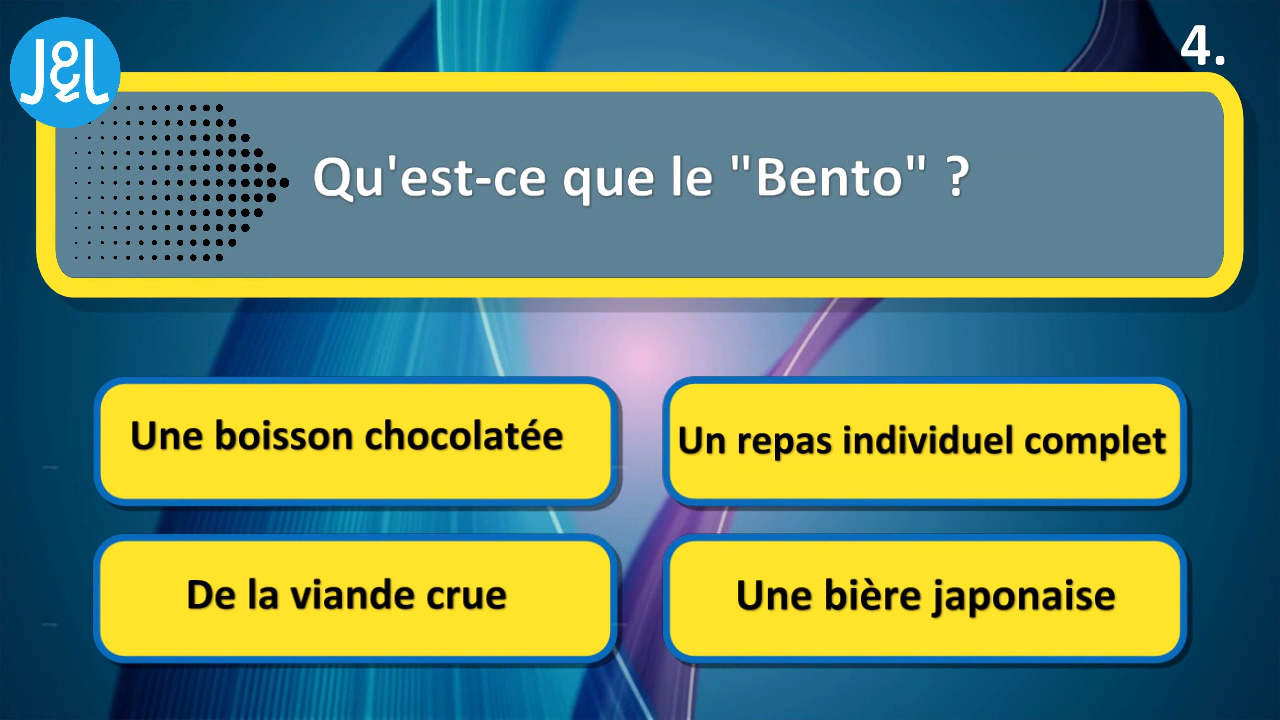 4.
Qu'est-ce que le "Bento" ?
Une boisson chocolatée
Un repas individuel complet
De la viande crue
Une bière japonaise